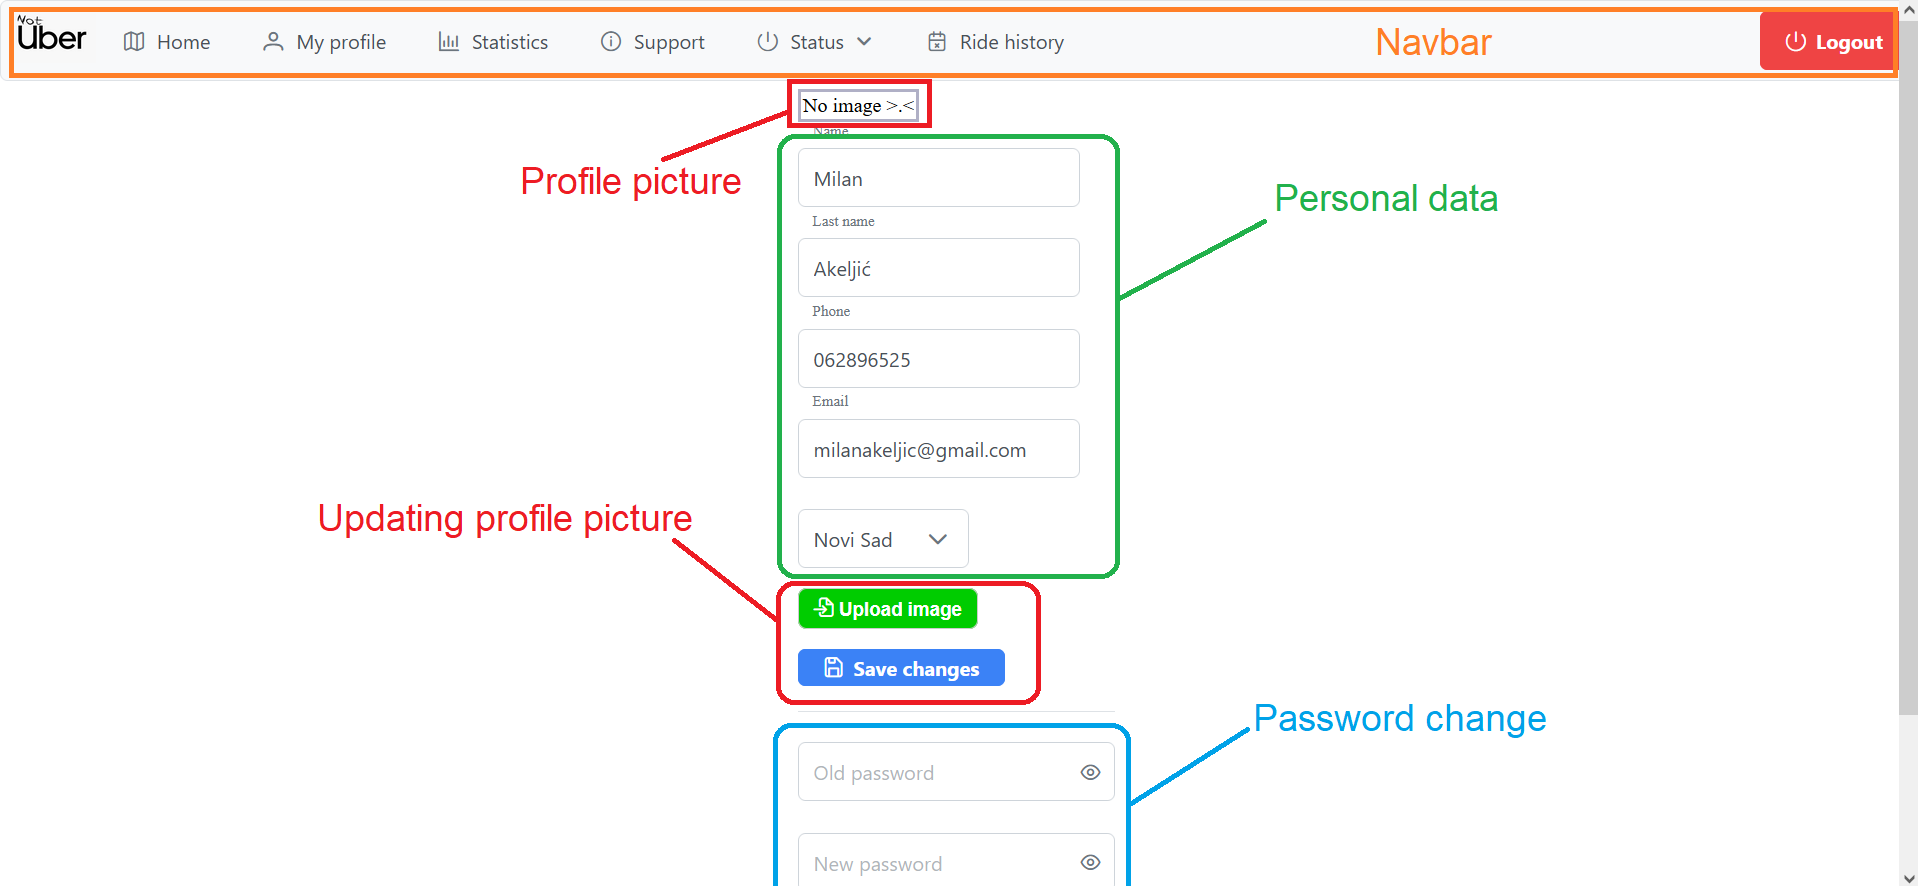 Not
Uber
Home
My profile
Statistics
Support
Status
Ride history
Navbar
Logout
No image >.<
Name
Profile picture
Milan
Personal data
Last name
Akeljić
Phone
062896525
Email
milanakeljic@gmail.com
Updating profile picture
Novi Sad
Upload image
Save changes
Password change
Old password
New password